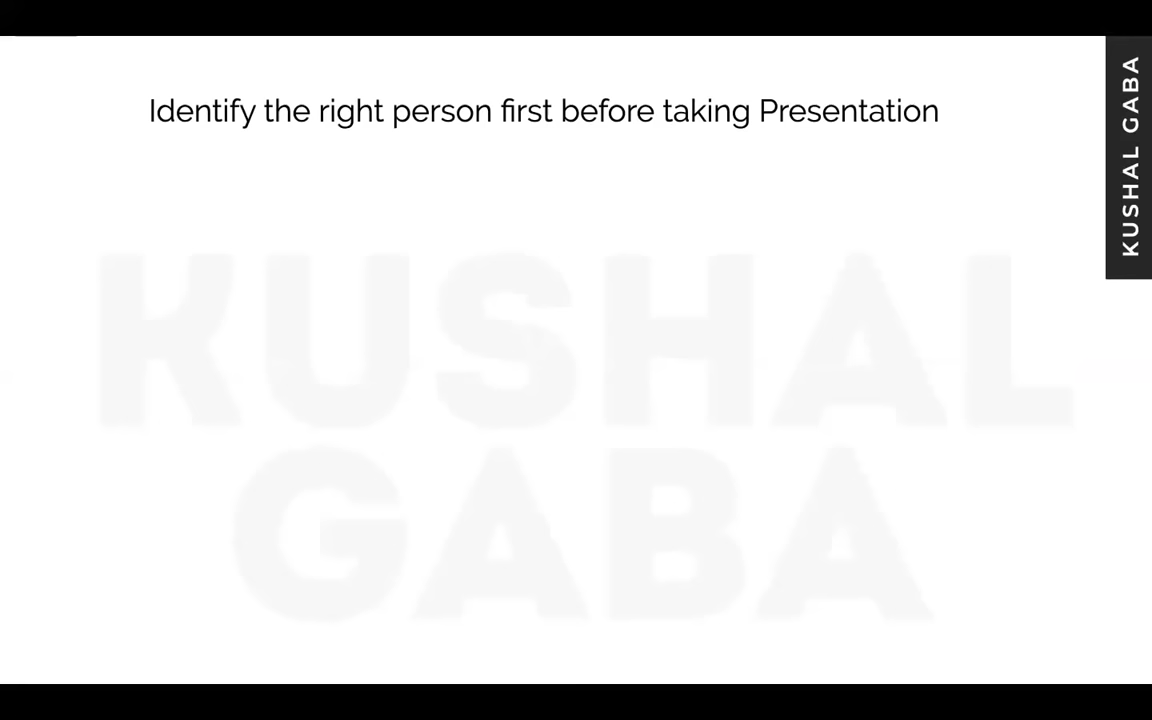 Identify the right person first before taking Presentation
KUSHAL GABA
KUSHAL
GABA